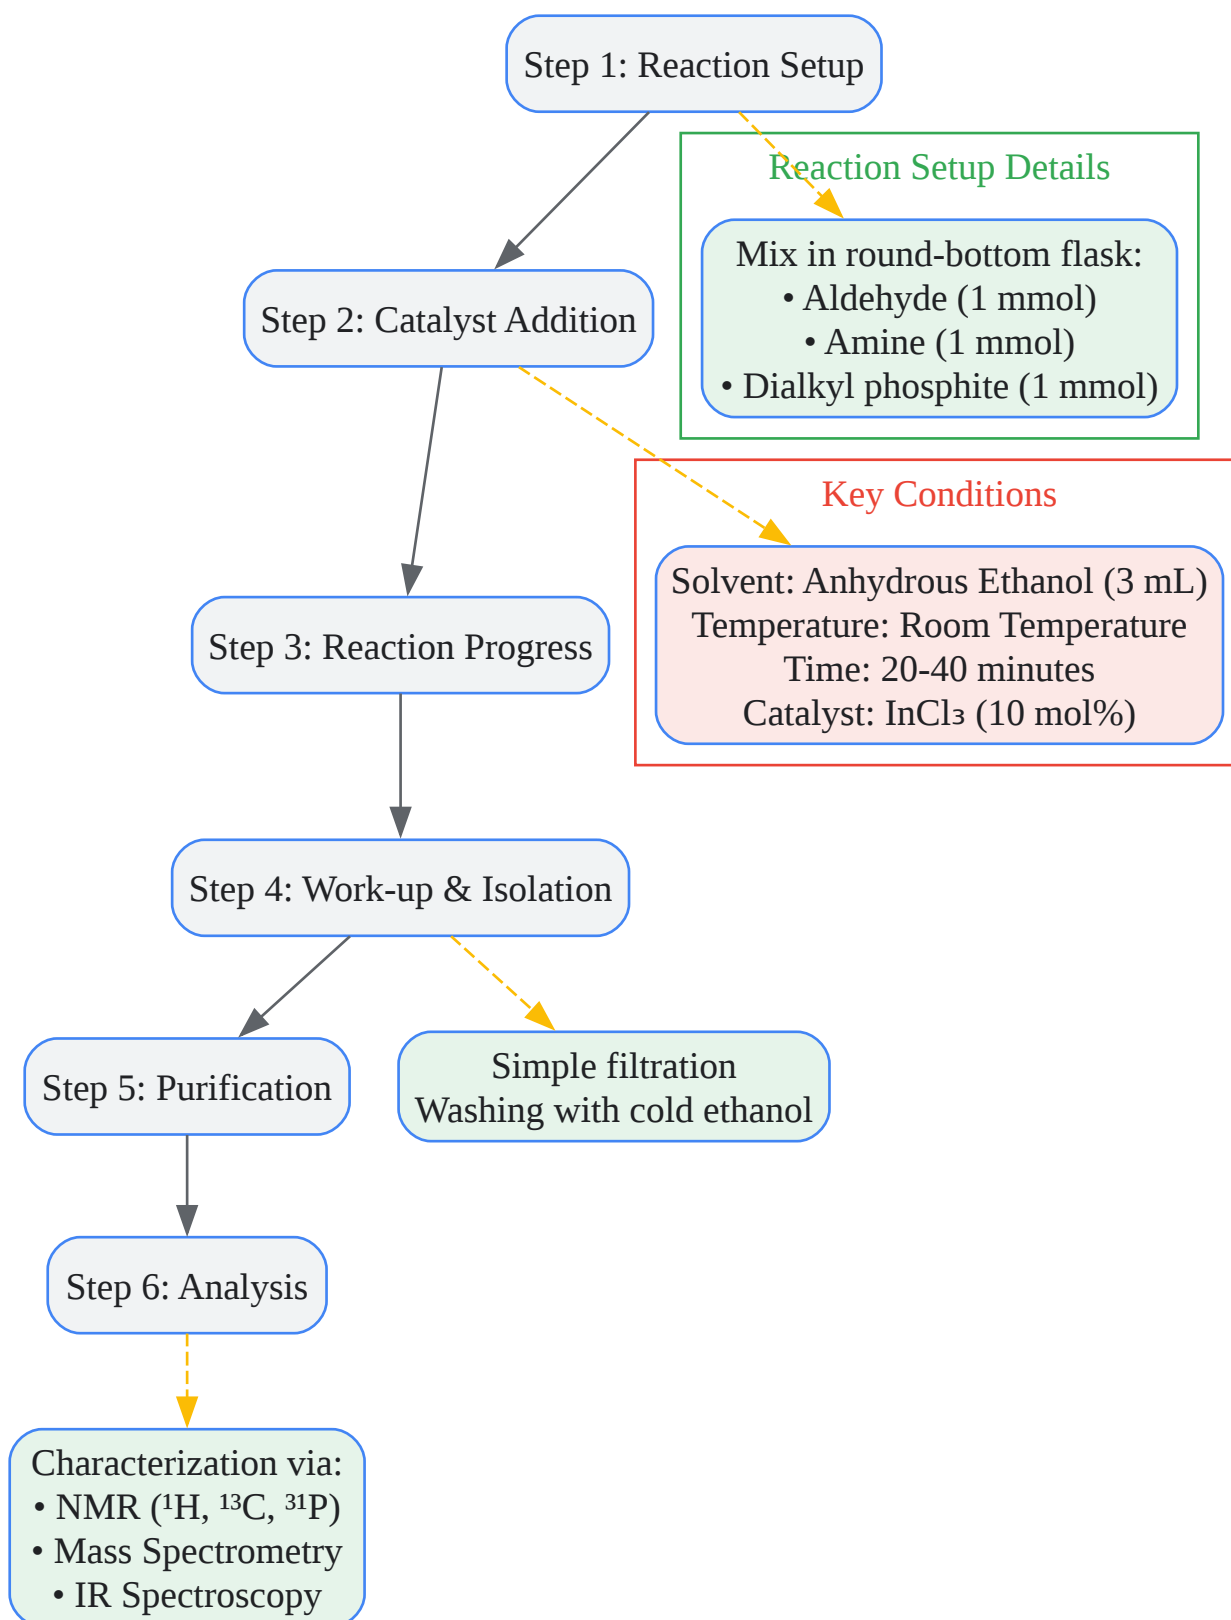 Step 1: Reaction Setup
Reaction Setup Details
Mix in round-bottom flask:
• Aldehyde (1 mmol)
• Amine (1 mmol)
• Dialkyl phosphite (1 mmol)
Step 2: Catalyst Addition
Key Conditions
Solvent: Anhydrous Ethanol (3 mL)
Temperature: Room Temperature
Time: 20-40 minutes
Catalyst: InCl₃ (10 mol%)
Step 3: Reaction Progress
Step 4: Work-up & Isolation
Step 5: Purification
Simple filtration
Washing with cold ethanol
Step 6: Analysis
Characterization via:
• NMR (¹H, ¹³C, ³¹P)
• Mass Spectrometry
• IR Spectroscopy